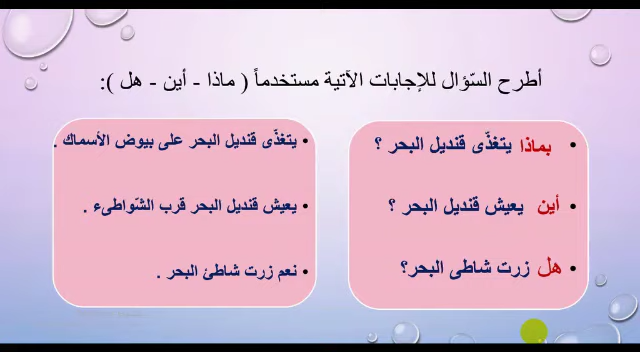 أطرح السّؤال للإجابات الآتية مستخدماً ( ماذا - أين - هل ):
• بماذا يتغذّى قنديل البحر ؟
• أين يعيش قنديل البحر ؟
• هل زرت شاطى البحر؟
• يتغذّى قنديل البحر على بيوض الأسماك .
• يعيش قنديل البحر قرب الشّواطىء .
• نعم زرت شاطئ البحر .